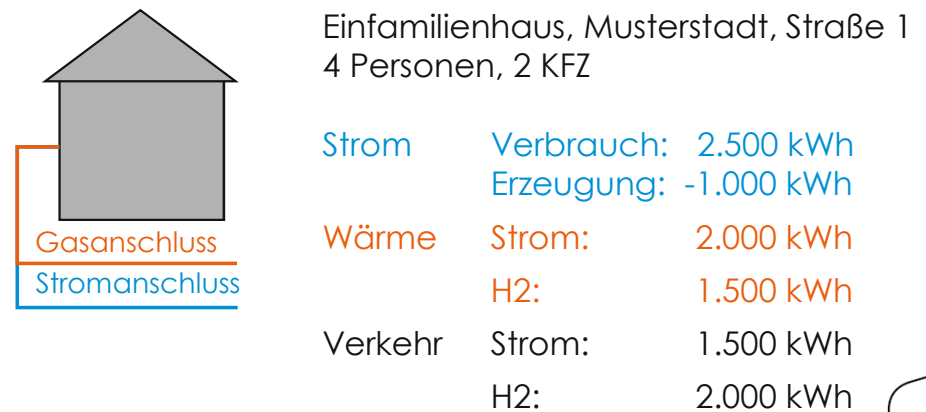 Einfamilienhaus, Musterstadt, Straße 1
4 Personen, 2 KFZ
Strom Verbrauch: 2.500 kWh
Erzeugung: -1.000 kWh
Gasanschluss
Wärme Strom: 2.000 kWh
Stromanschluss
H2: 1.500 kWh
Verkehr Strom: 1.500 kWh
H2: 2.000 kWh